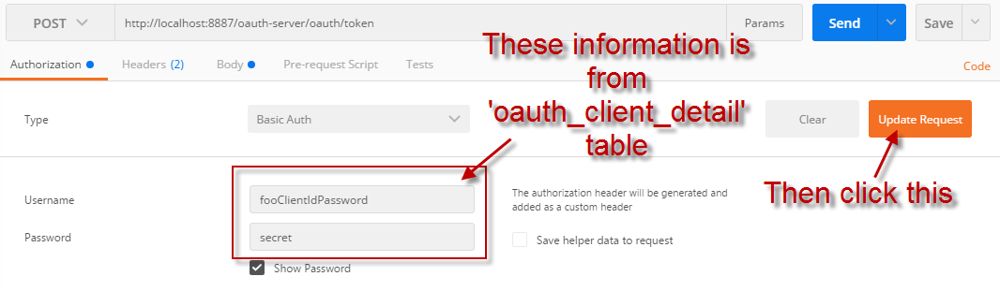 POST http://localhost:8887/oauth-server/oauth/token Params Send Save
Authorization Headers (2) Body Pre-request Script Tests Code
These information is
from
'oauth_client_detail'
table
Type Basic Auth Clear Update Request
Then click this
Username fooClientIdPassword
The authorization header will be generated and
added as a custom header
Password secret
Save helper data to request
Show Password